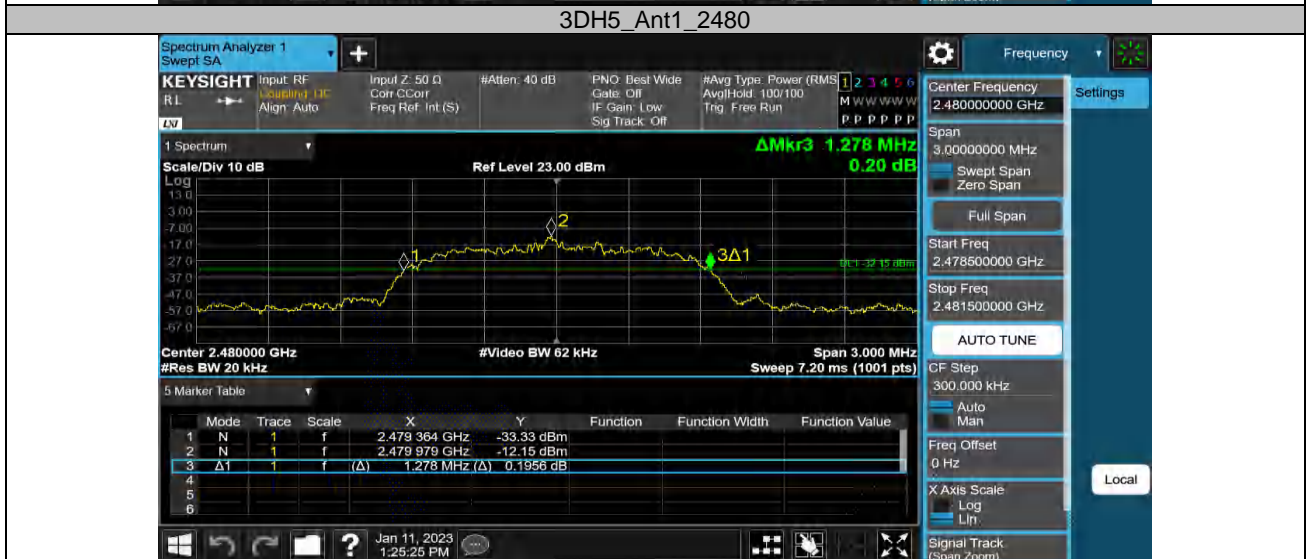 3DH5_Ant1_2480
Spectrum Analyzer 1
Swept SA
+
Frequency
KEYSIGHT
RL
LXI
Input: RF
Coupling: DC
Align: Auto
Input Z: 50 Ω
Corr CCorr
Freq Ref: Int (S)
#Atten: 40 dB
PNO: Best Wide
Gate: Off
IF Gain: Low
Sig Track: Off
#Avg Type: Power (RMS
Avg|Hold: 100/100
Trig: Free Run
1 2 3 4 5 6
M W W W W W
P P P P P P
Center Frequency
2.480000000 GHz
Settings
Span
3.00000000 MHz
Swept Span
Zero Span
Full Span
Start Freq
2.478500000 GHz
Stop Freq
2.481500000 GHz
AUTO TUNE
CF Step
300.000 kHz
Auto
Man
Freq Offset
0 Hz
X Axis Scale
Log
Lin
Local
Signal Track
(Span Zoom)
1 Spectrum
ΔMkr3 1.278 MHz
Scale/Div 10 dB
Ref Level 23.00 dBm
0.20 dB
Log
13.0
3.00
-7.00
-17.0
-27.0
-37.0
-47.0
-57.0
-67.0
1
2
3Δ1
DL1 -32.15 dBm
Center 2.480000 GHz
#Video BW 62 kHz
Span 3.000 MHz
#Res BW 20 kHz
Sweep 7.20 ms (1001 pts)
5 Marker Table
Mode Trace Scale X Y Function Function Width Function Value
1 N 1 f 2.479 364 GHz -33.33 dBm
2 N 1 f 2.479 979 GHz -12.15 dBm
3 Δ1 1 f (Δ) 1.278 MHz (Δ) 0.1956 dB
4
5
6
?
Jan 11, 2023
1:25:25 PM